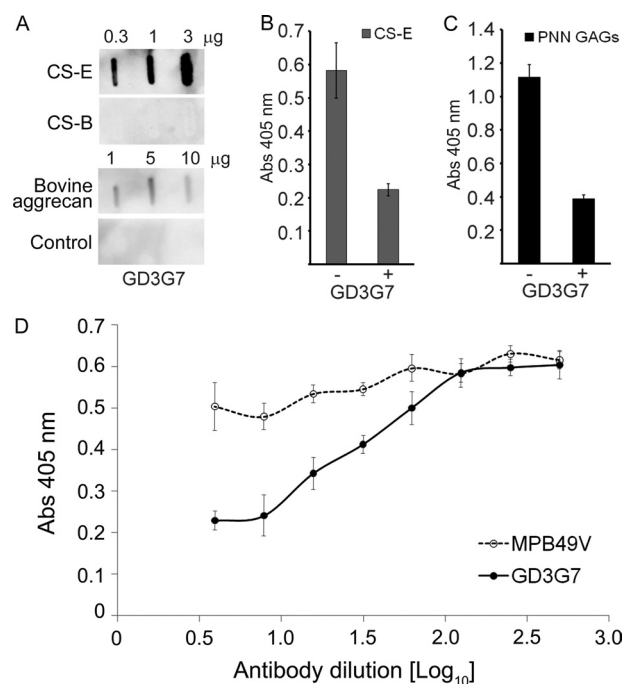 A
0.3 1 3 µg
CS-E
CS-B
1 5 10 µg
Bovine
aggrecan
Control
GD3G7
B
CS-E
Abs 405 nm
0.7
0.6
0.5
0.4
0.3
0.2
0.1
- +
GD3G7
C
PNN GAGs
Abs 405 nm
1.4
1.2
1.0
0.8
0.6
0.4
0.2
- +
GD3G7
D
Abs 405 nm
0.7
0.6
0.5
0.4
0.3
0.2
0.1
0
MPB49V
GD3G7
0 0.5 1.0 1.5 2.0 2.5 3.0
Antibody dilution [Log10]